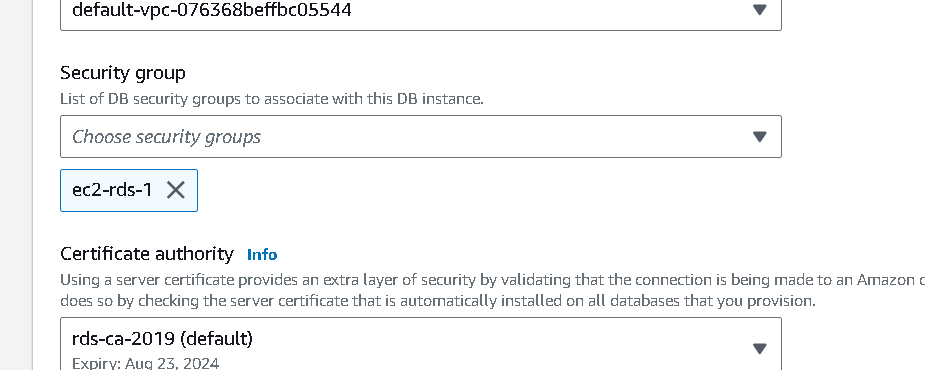 default-vpc-076368beffbc05544
Security group
List of DB security groups to associate with this DB instance.
Choose security groups
ec2-rds-1
Certificate authority Info
Using a server certificate provides an extra layer of security by validating that the connection is being made to an Amazon
does so by checking the server certificate that is automatically installed on all databases that you provision.
rds-ca-2019 (default)
Expiry: Aug 23, 2024